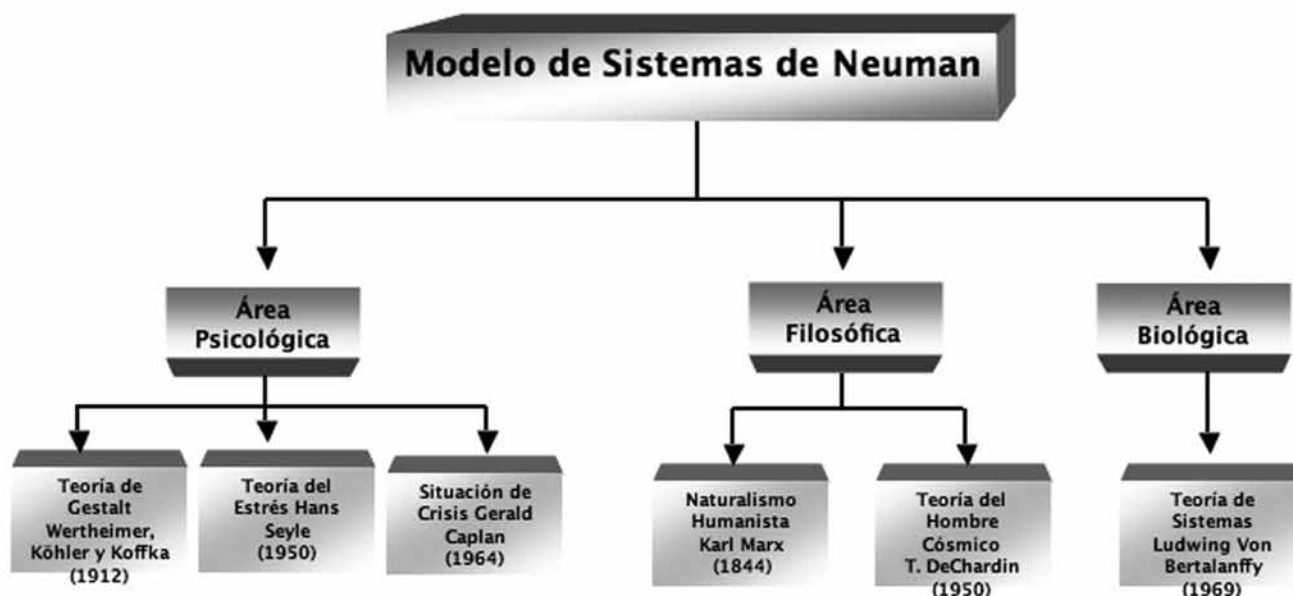 Modelo de Sistemas de Neuman
Área
Psicológica
Área
Filosófica
Área
Biológica
Teoría de
Gestalt
Wertheimer,
Köhler y Koffka
(1912)
Teoría del
Estrés Hans
Seyle
(1950)
Situación de
Crisis Gerald
Caplan
(1964)
Naturalismo
Humanista
Karl Marx
(1844)
Teoría del
Hombre
Cósmico
T. DeChardin
(1950)
Teoría de
Sistemas
Ludwing Von
Bertalanffy
(1969)